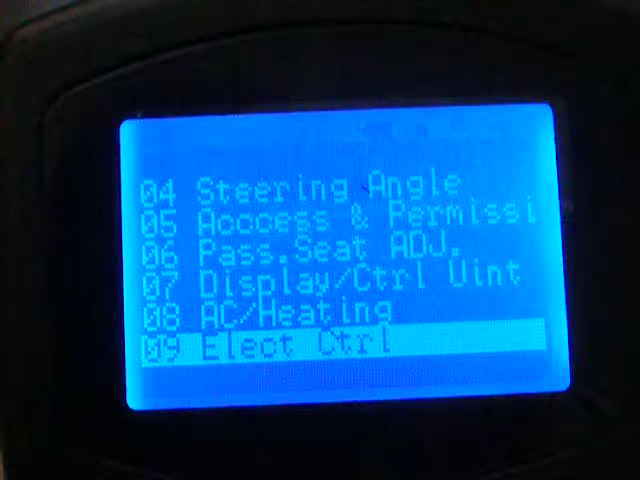 04 Steering Angle
05 Acccess & Permissi
06 Pass.Seat ADJ.
07 Display/Ctrl Uint
08 AC/Heating
09 Elect Ctrl